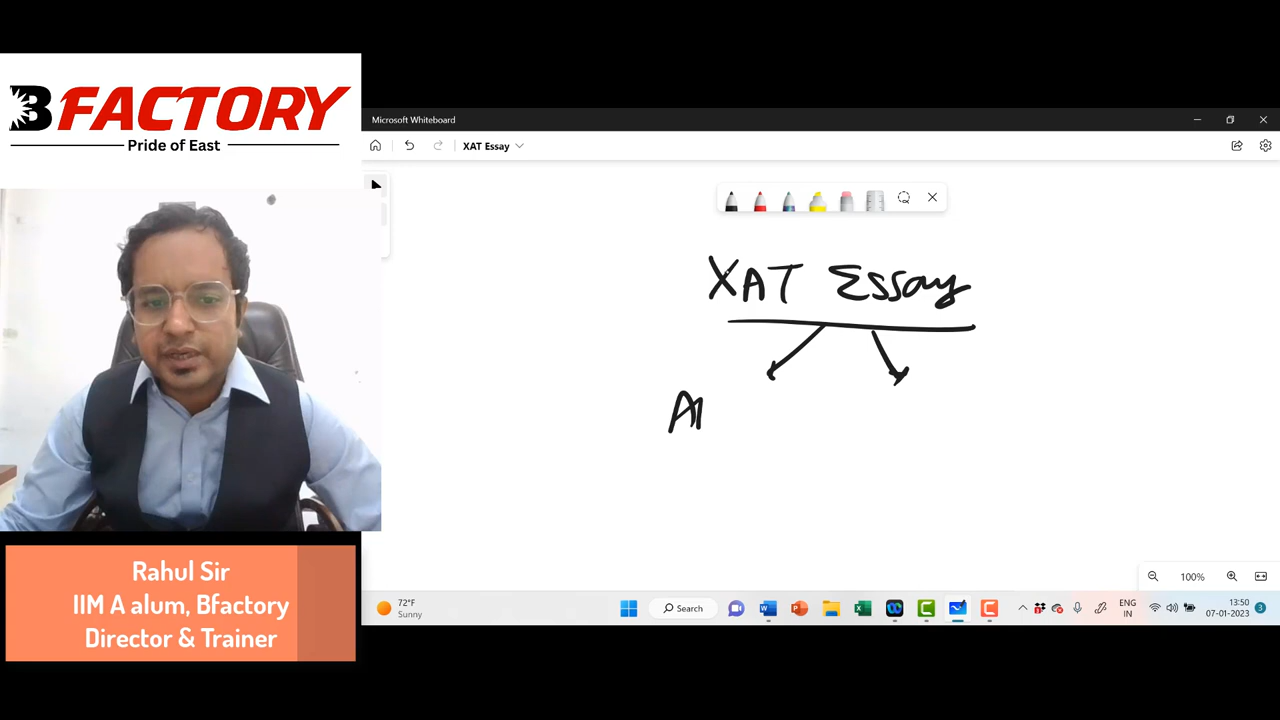 BFACTORY
Pride of East
Microsoft Whiteboard
XAT Essay
XAT Essay
Rahul Sir
IIM A alum, Bfactory
Director & Trainer
100%
72°F
Sunny
Search
ENG
IN
13:50
07-01-2023
3